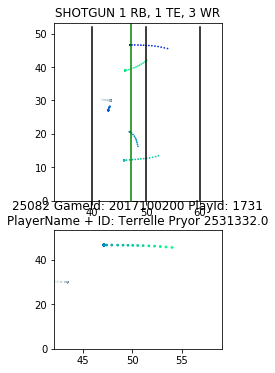 SHOTGUN 1 RB, 1 TE, 3 WR
50
40
30
20
10
0
40 50 60
25082 GameId: 2017100200 PlayId: 1731
PlayerName + ID: Terrelle Pryor 2531332.0
40
20
0
45 50 55